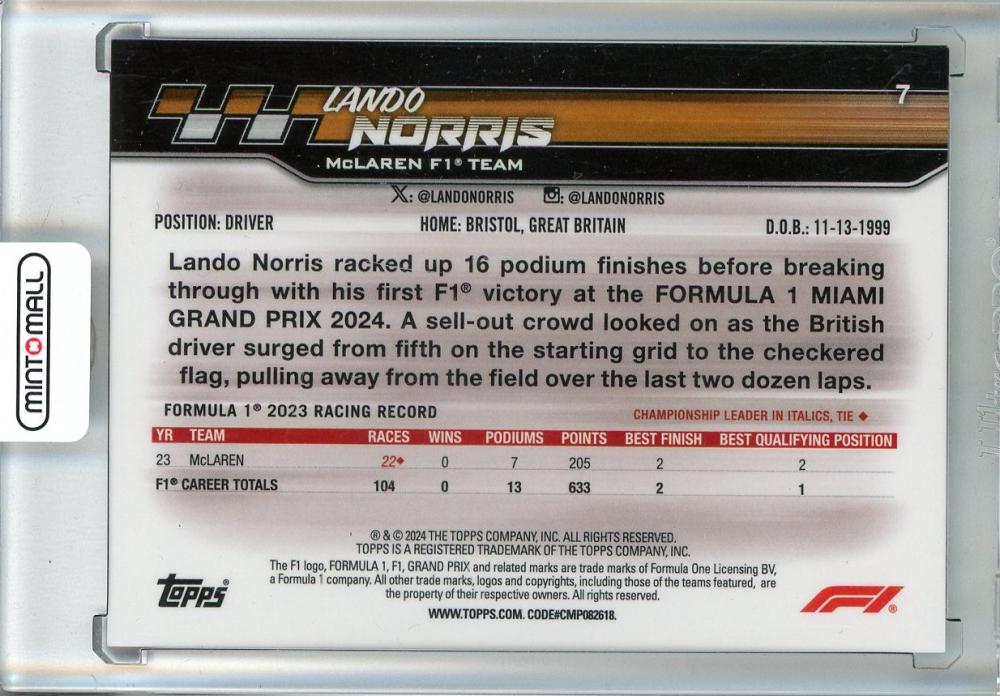 7
LANDO
NORRIS
McLAREN F1® TEAM
X: @LANDONORRIS : @LANDONORRIS
POSITION: DRIVER HOME: BRISTOL, GREAT BRITAIN D.O.B.: 11-13-1999
Lando Norris racked up 16 podium finishes before breaking
through with his first F1® victory at the FORMULA 1 MIAMI
GRAND PRIX 2024. A sell-out crowd looked on as the British
driver surged from fifth on the starting grid to the checkered
flag, pulling away from the field over the last two dozen laps.
FORMULA 1® 2023 RACING RECORD CHAMPIONSHIP LEADER IN ITALICS, TIE ◆
YR TEAM RACES WINS PODIUMS POINTS BEST FINISH BEST QUALIFYING POSITION
23 McLAREN 22◆ 0 7 205 2 2
F1® CAREER TOTALS 104 0 13 633 2 1
® & © 2024 THE TOPPS COMPANY, INC. ALL RIGHTS RESERVED.
TOPPS IS A REGISTERED TRADEMARK OF THE TOPPS COMPANY, INC.
The F1 logo, FORMULA 1, F1, GRAND PRIX and related marks are trade marks of Formula One Licensing BV,
a Formula 1 company. All other trade marks, logos and copyrights, including those of the teams featured, are
the property of their respective owners. All rights reserved.
WWW.TOPPS.COM. CODE#CMP082618.
topps®
F1®
MINTOMALL